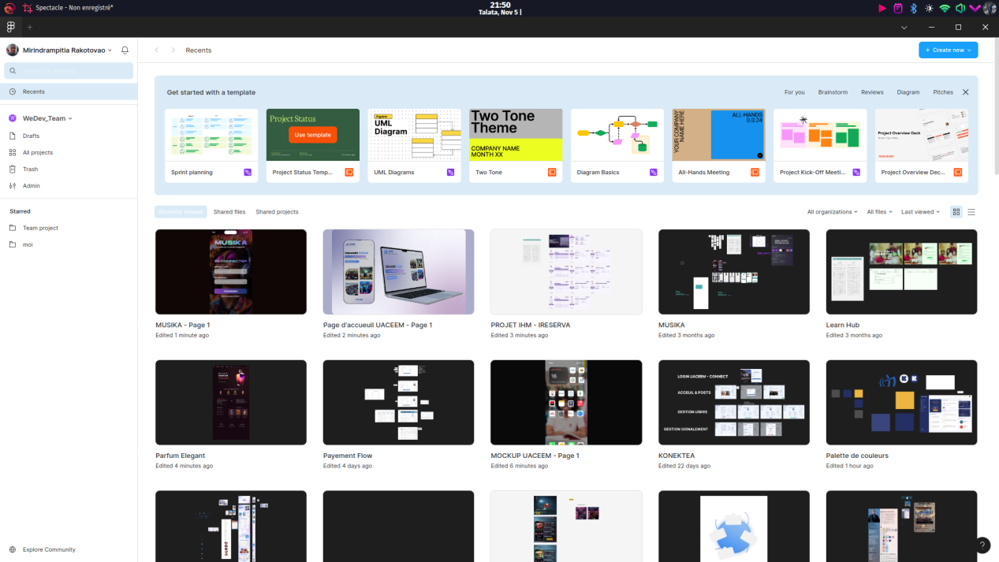 Spectacle - Non enregistré*
21:50
Talata, Nov 5 |
Mirindrampitia Rakotovao
Recents
+ Create new
Recents
WeDev_Team
Drafts
All projects
Trash
Admin
Starred
Team project
moi
Explore Community
Get started with a template
For you
Brainstorm
Reviews
Diagram
Pitches
Project Status
Use template
UML
Diagram
Two Tone
Theme
COMPANY NAME
MONTH XX
YOUR COMPANY
NAME HERE
ALL-HANDS
0.0.24
Project Overview Deck
Sprint planning
Project Status Temp...
UML Diagrams
Two Tone
Diagram Basics
All-Hands Meeting
Project Kick-Off Meeti...
Project Overview Dec...
Recently viewed
Shared files
Shared projects
All organizations
All files
Last viewed
MUSIKA
SE CONNECTER
MUSIKA - Page 1
Edited 1 minute ago
Page d'accueuil UACEEM - Page 1
Edited 2 minutes ago
PROJET IHM - IRESERVA
Edited 3 minutes ago
MUSIKA
Edited 3 months ago
Learn Hub
Edited 3 months ago
16
LOGIN UACEEM - CONNECT
ACCEUIL & POSTS
GESTION USERS
GESTION SIGNALEMENT
Parfum Elegant
Edited 4 minutes ago
Payement Flow
Edited 4 days ago
MOCKUP UACEEM - Page 1
Edited 6 minutes ago
KONEKTEA
Edited 22 days ago
Palette de couleurs
Edited 1 hour ago
?